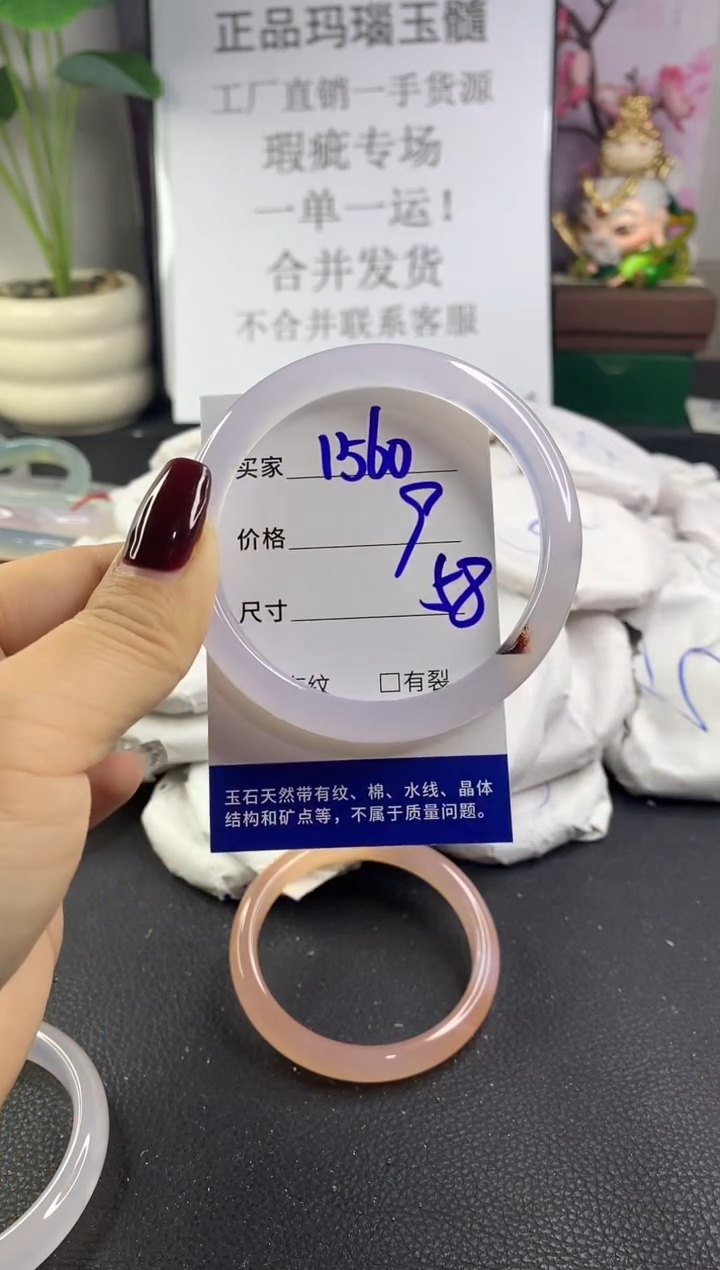 正品玛瑙玉髓
工厂直销一手货源
瑕疵专场
一单一运！
合并发货
不合并联系客服
买家 1560
价格 9
尺寸 58
纹 □有裂
玉石天然带有纹、棉、水线、晶体
结构和矿点等，不属于质量问题。